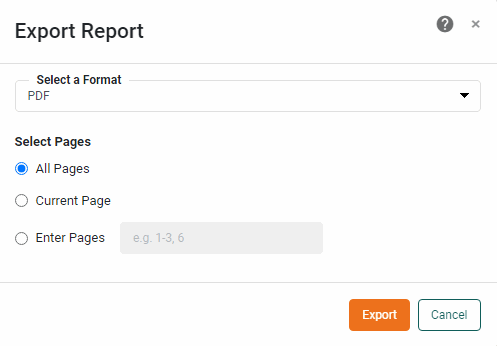 Export Report
Select a Format
PDF
Select Pages
All Pages
Current Page
Enter Pages e.g. 1-3, 6
Export Cancel